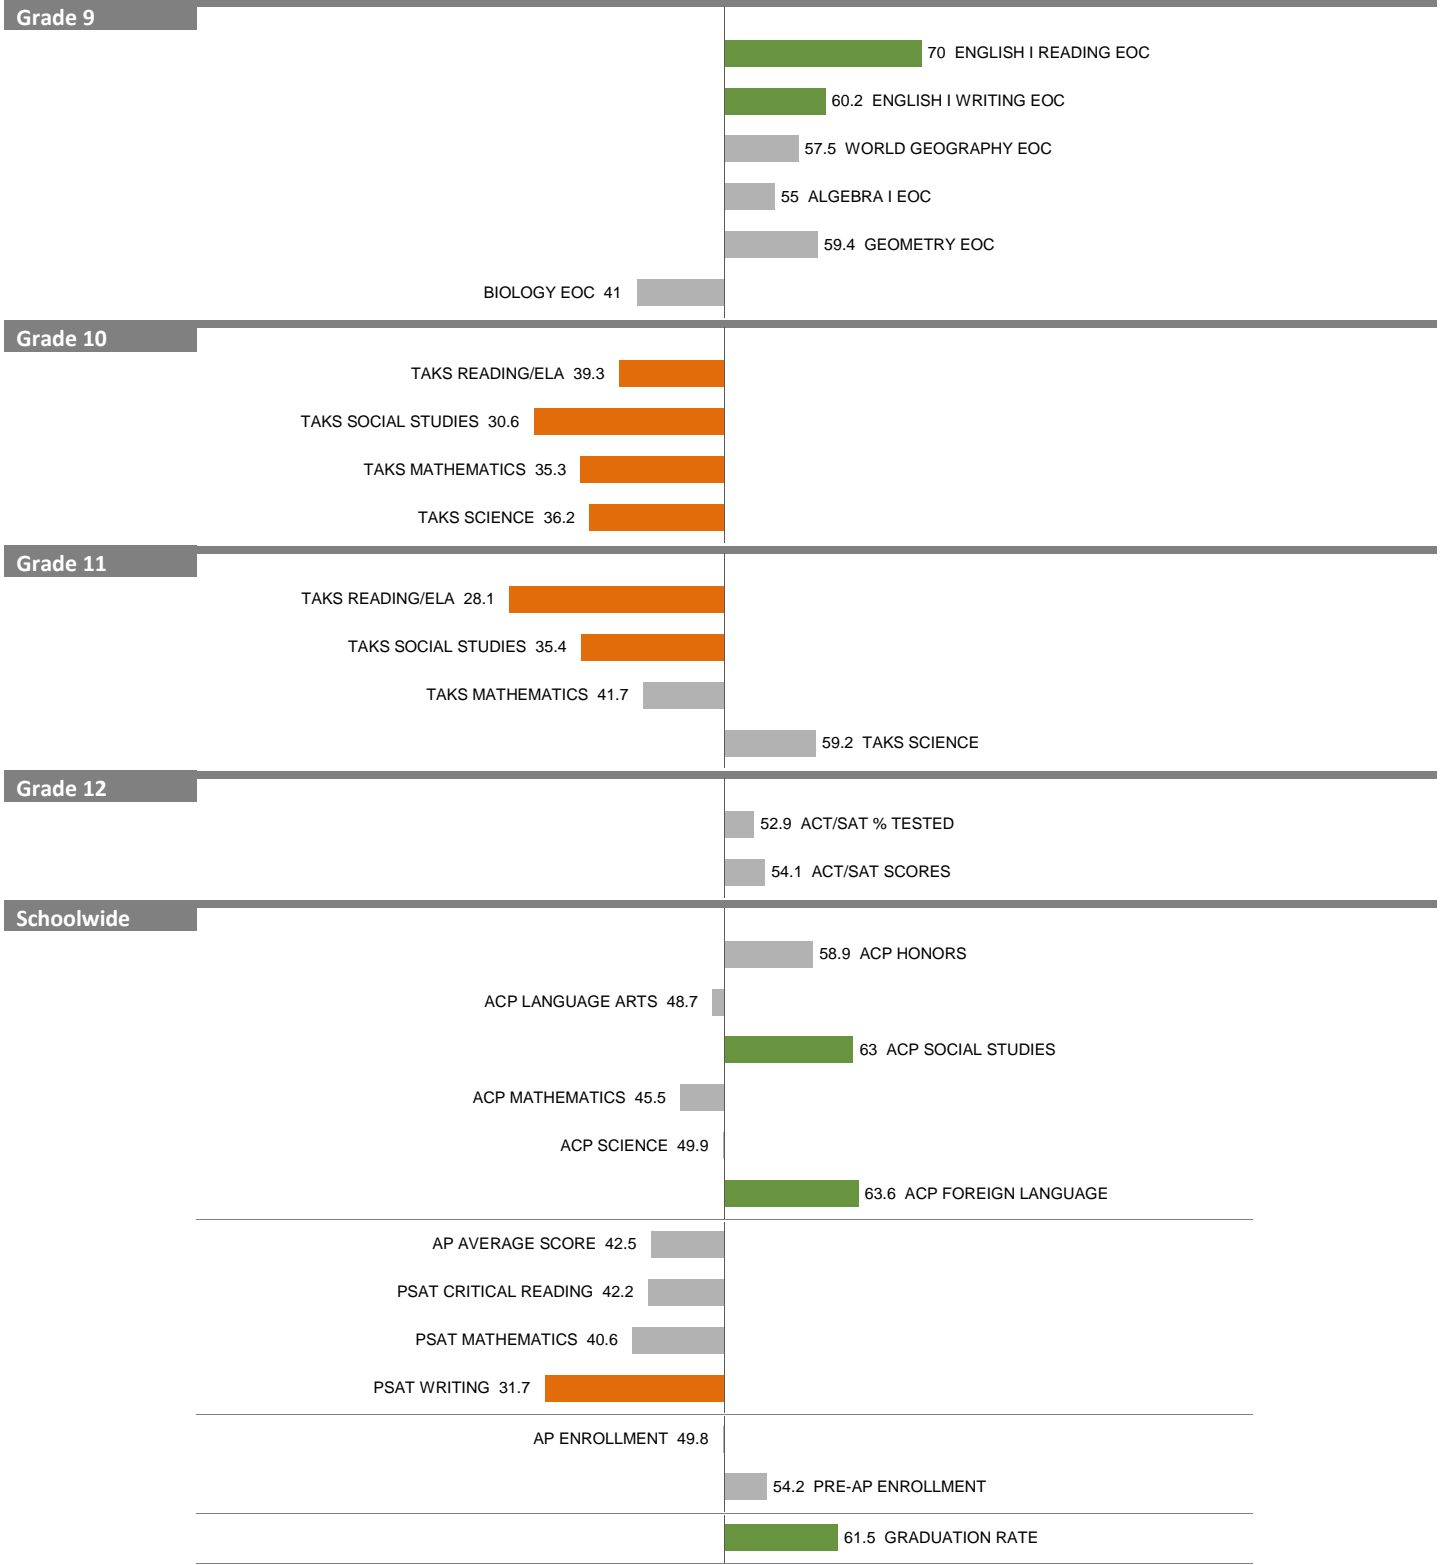 Grade 9
70 ENGLISH I READING EOC
60.2 ENGLISH I WRITING EOC
57.5 WORLD GEOGRAPHY EOC
55 ALGEBRA I EOC
59.4 GEOMETRY EOC
BIOLOGY EOC 41
Grade 10
TAKS READING/ELA 39.3
TAKS SOCIAL STUDIES 30.6
TAKS MATHEMATICS 35.3
TAKS SCIENCE 36.2
Grade 11
TAKS READING/ELA 28.1
TAKS SOCIAL STUDIES 35.4
TAKS MATHEMATICS 41.7
59.2 TAKS SCIENCE
Grade 12
52.9 ACT/SAT % TESTED
54.1 ACT/SAT SCORES
Schoolwide
58.9 ACP HONORS
ACP LANGUAGE ARTS 48.7
63 ACP SOCIAL STUDIES
ACP MATHEMATICS 45.5
ACP SCIENCE 49.9
63.6 ACP FOREIGN LANGUAGE
AP AVERAGE SCORE 42.5
PSAT CRITICAL READING 42.2
PSAT MATHEMATICS 40.6
PSAT WRITING 31.7
AP ENROLLMENT 49.8
54.2 PRE-AP ENROLLMENT
61.5 GRADUATION RATE